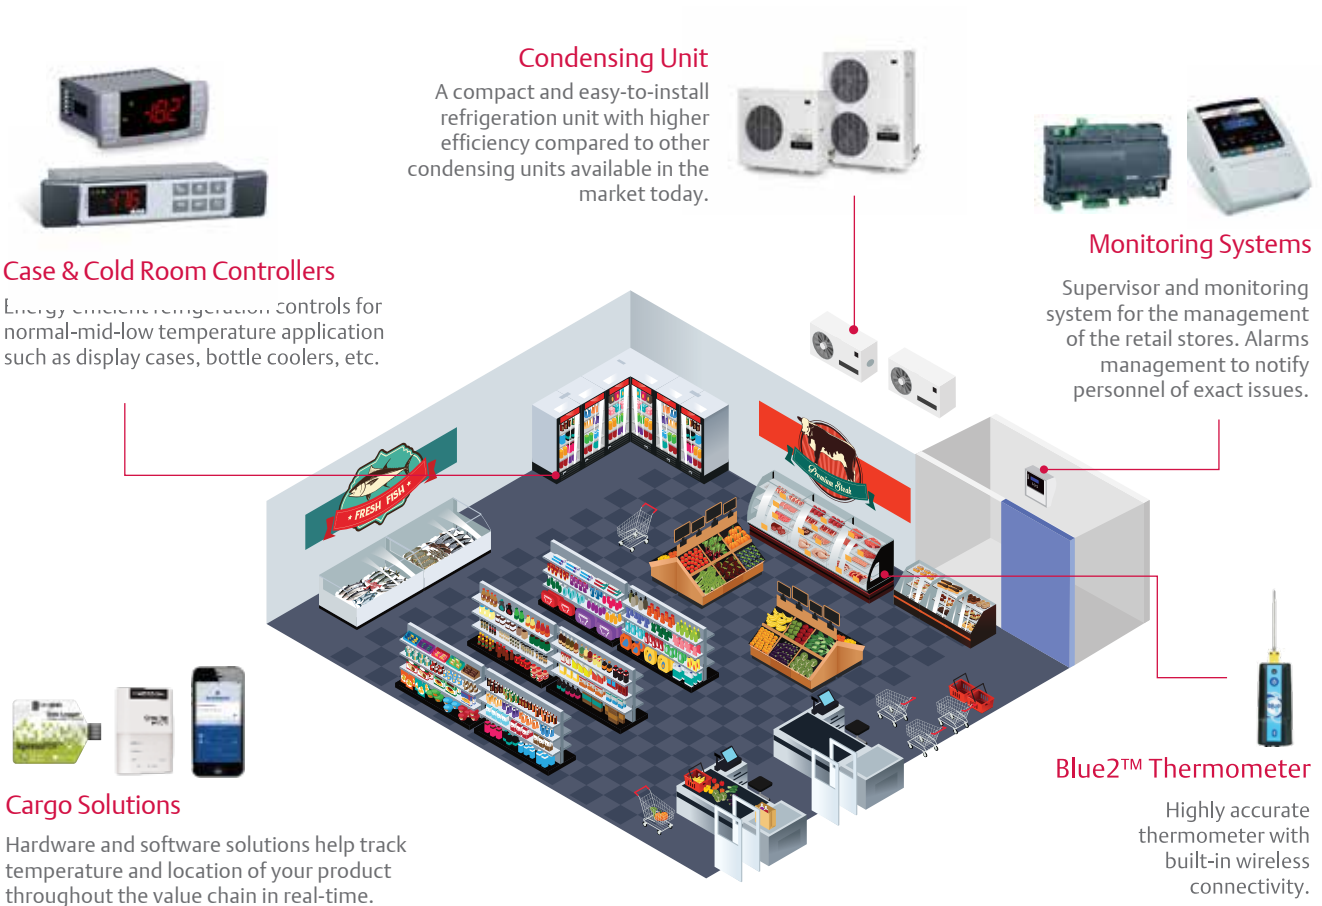 Condensing Unit
A compact and easy-to-install
refrigeration unit with higher
efficiency compared to other
condensing units available in the
market today.
Case & Cold Room Controllers
Energy efficient refrigeration controls for
normal-mid-low temperature application
such as display cases, bottle coolers, etc.
Monitoring Systems
Supervisor and monitoring
system for the management
of the retail stores. Alarms
management to notify
personnel of exact issues.
Premium Steak
★ FRESH FISH ★
Cargo Solutions
Hardware and software solutions help track
temperature and location of your product
throughout the value chain in real-time.
Blue2™ Thermometer
Highly accurate
thermometer with
built-in wireless
connectivity.